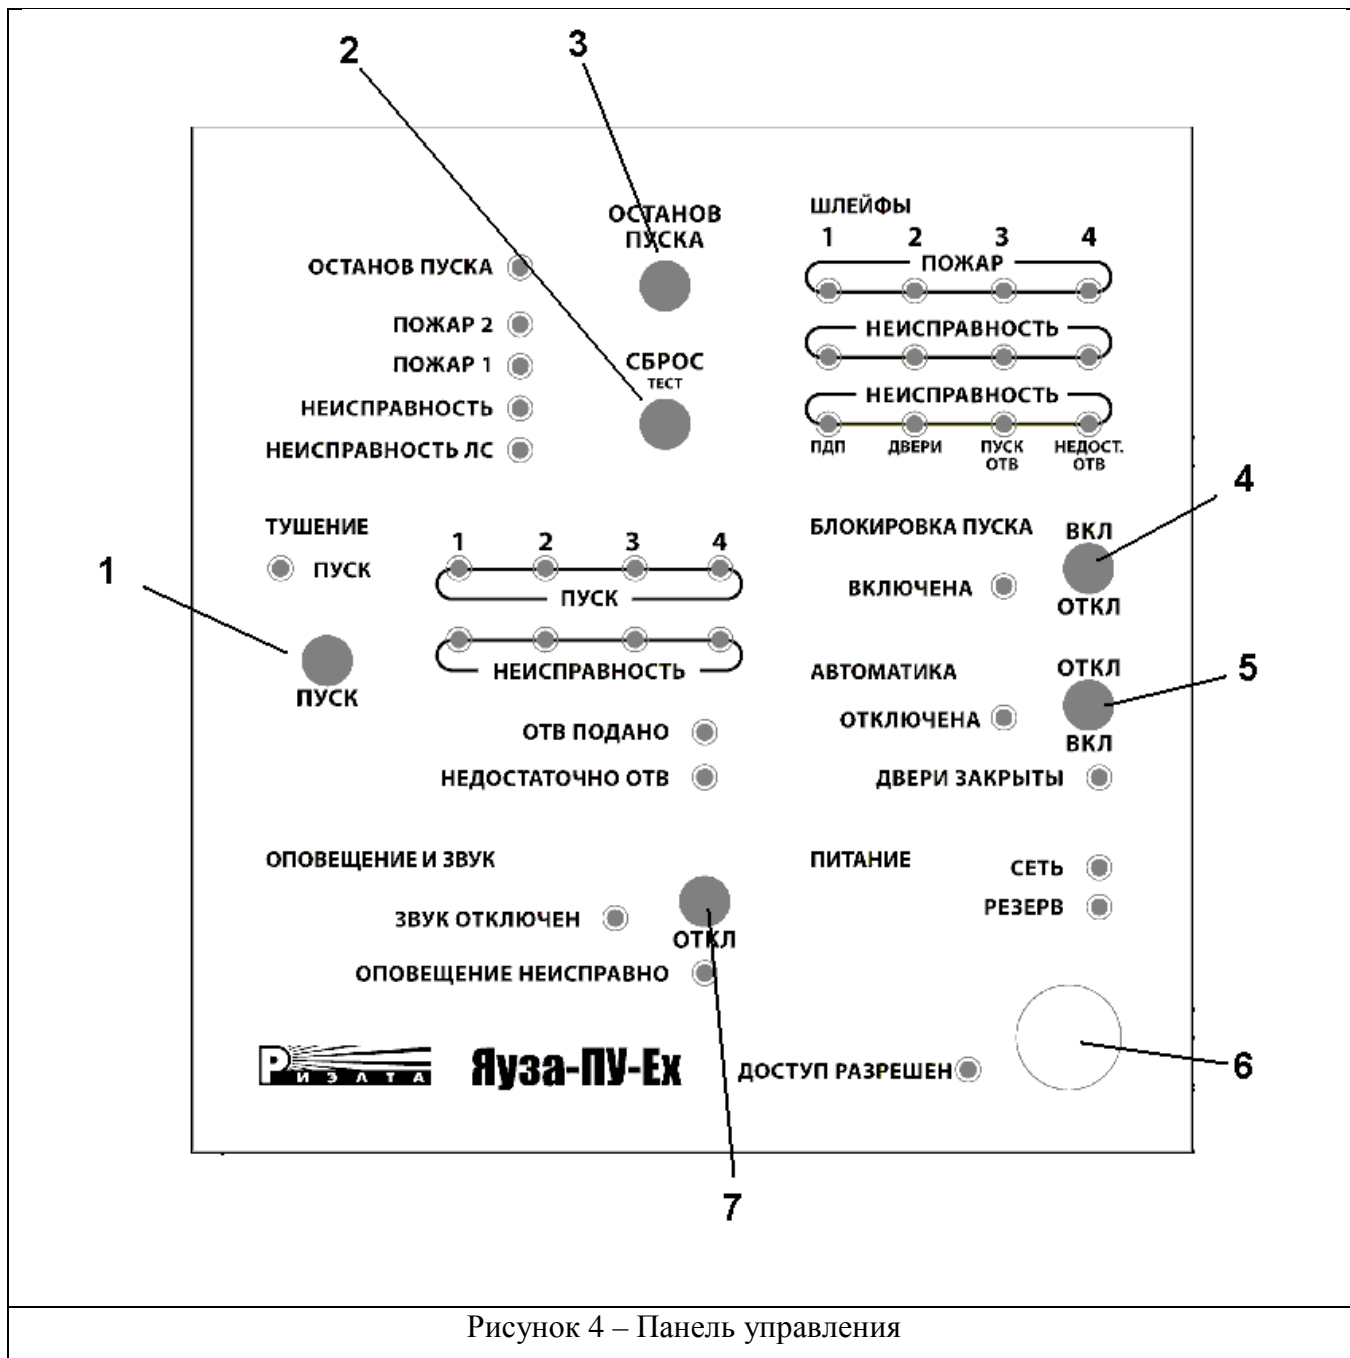 2
3
ОСТАНОВ
ПУСКА
ОСТАНОВ ПУСКА
ПОЖАР 2
ПОЖАР 1
НЕИСПРАВНОСТЬ
НЕИСПРАВНОСТЬ ЛС
СБРОС
ТЕСТ
ШЛЕЙФЫ
1 2 3 4
ПОЖАР
НЕИСПРАВНОСТЬ
НЕИСПРАВНОСТЬ
ПДП ДВЕРИ ПУСК НЕДОСТ.
ОТВ ОТВ
4
1
ТУШЕНИЕ
ПУСК
ПУСК
1 2 3 4
ПУСК
НЕИСПРАВНОСТЬ
ОТВ ПОДАНО
НЕДОСТАТОЧНО ОТВ
БЛОКИРОВКА ПУСКА
ВКЛ
ВКЛЮЧЕНА
ОТКЛ
АВТОМАТИКА
ОТКЛ
5
ОТКЛЮЧЕНА
ВКЛ
ДВЕРИ ЗАКРЫТЫ
ОПОВЕЩЕНИЕ И ЗВУК
ЗВУК ОТКЛЮЧЕН
ОТКЛ
ОПОВЕЩЕНИЕ НЕИСПРАВНО
ПИТАНИЕ
СЕТЬ
РЕЗЕРВ
РИЭЛТА
Яуза-ПУ-Ех
ДОСТУП РАЗРЕШЕН
6
7
Рисунок 4 – Панель управления